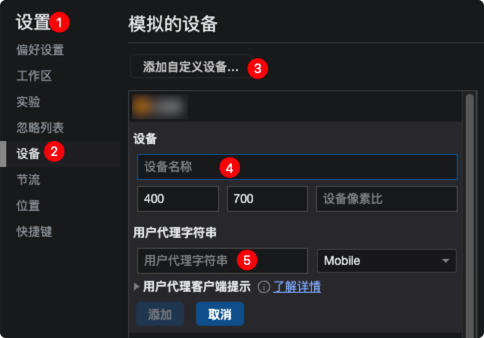 设置 1
模拟的设备
偏好设置
工作区
实验
忽略列表
设备 2
节流
位置
快捷键
添加自定义设备... 3
设备
设备名称 4
400 700 设备像素比
用户代理字符串
用户代理字符串 5 Mobile
用户代理客户端提示 了解详情
添加 取消